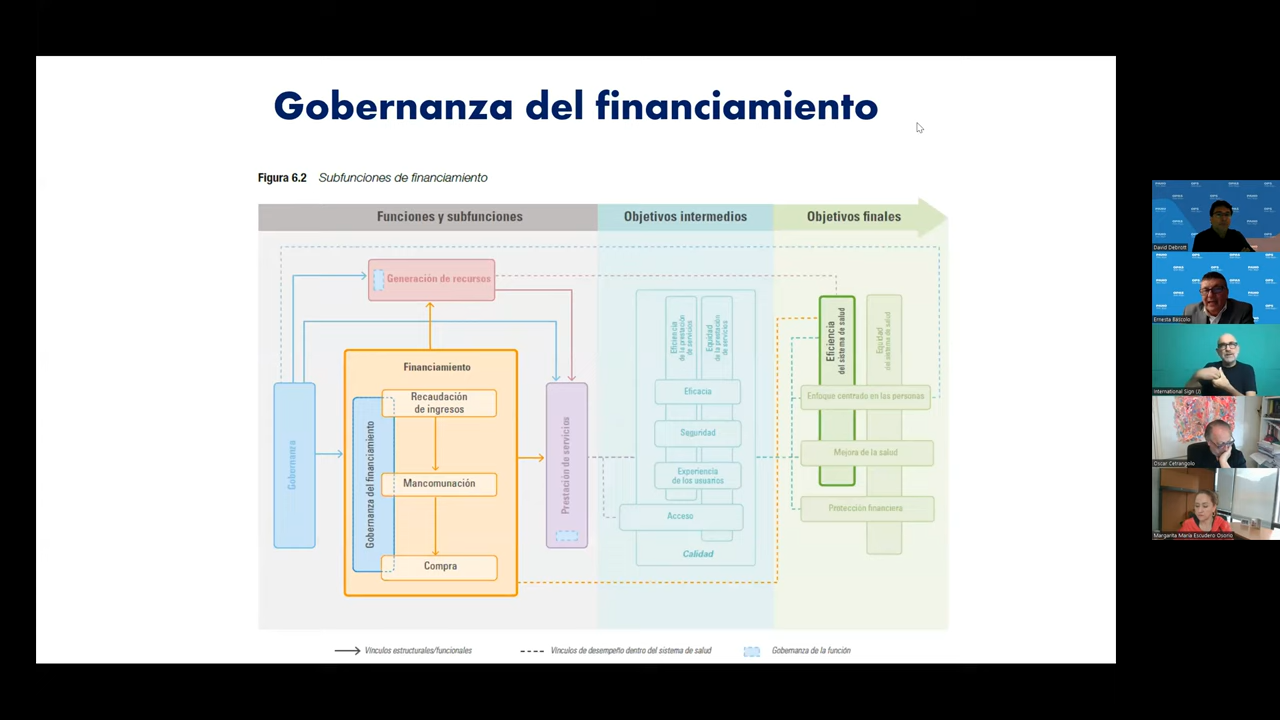 Gobernanza del financiamiento
Figura 6.2 Subfunciones de financiamiento
Funciones y subfunciones
Objetivos intermedios
Objetivos finales
Generación de recursos
Financiamiento
Recaudación
de ingresos
Mancomunación
Compra
Gobernanza del financiamiento
Gobernanza
Prestación de servicios
Eficiencia
de la prestación
de servicios
Equidad
de la prestación
de servicios
Eficacia
Seguridad
Experiencia
de los usuarios
Acceso
Calidad
Eficiencia
del sistema de salud
Equidad
del sistema de salud
Enfoque centrado en las personas
Mejora de la salud
Protección financiera
Vínculos estructurales/funcionales
Vínculos de desempeño dentro del sistema de salud
Gobernanza de la función
David Debrott
Ernesto Báscolo
International Sign (J)
Oscar Cetrangolo
Margarita María Escudero Osorio